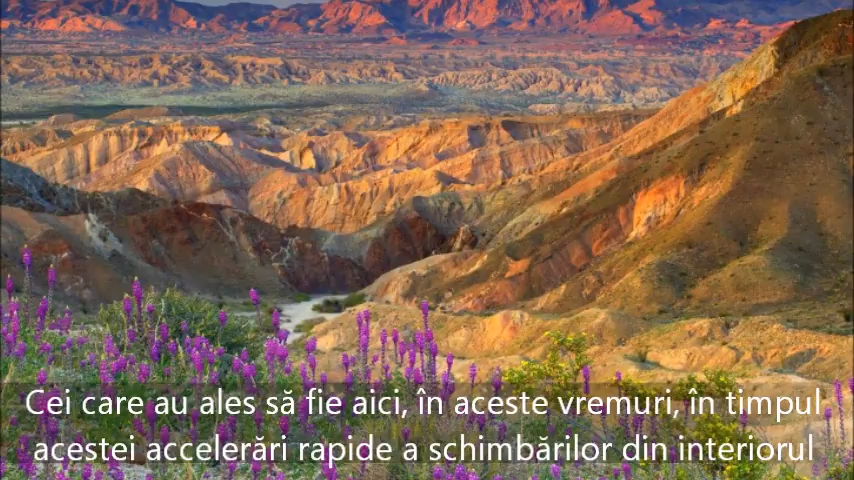 Cei care au ales să fie aici, în aceste vremuri, în timpul
acestei accelerări rapide a schimbărilor din interiorul